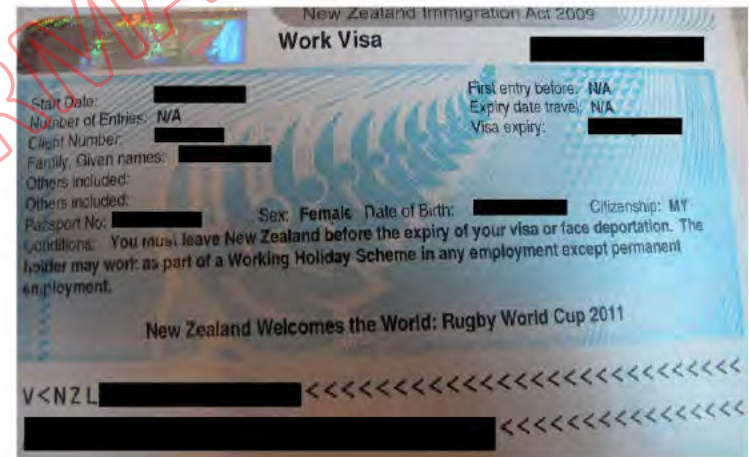 New Zealand Immigration Act 2009
Work Visa
Start Date:
First entry before: N/A
Number of Entries: N/A
Expiry date travel: N/A
Client Number:
Visa expiry:
Family, Given names:
Others included:
Others included:
Passport No: Sex: Female Date of Birth: Citizenship: MY
Conditions: You must leave New Zealand before the expiry of your visa or face deportation. The
holder may work as part of a Working Holiday Scheme in any employment except permanent
employment.
New Zealand Welcomes the World: Rugby World Cup 2011
V<NZL <<<<<<<<<<<<<<<<<<<<<<<<<<<
<<<<<<<<<<<<<<<